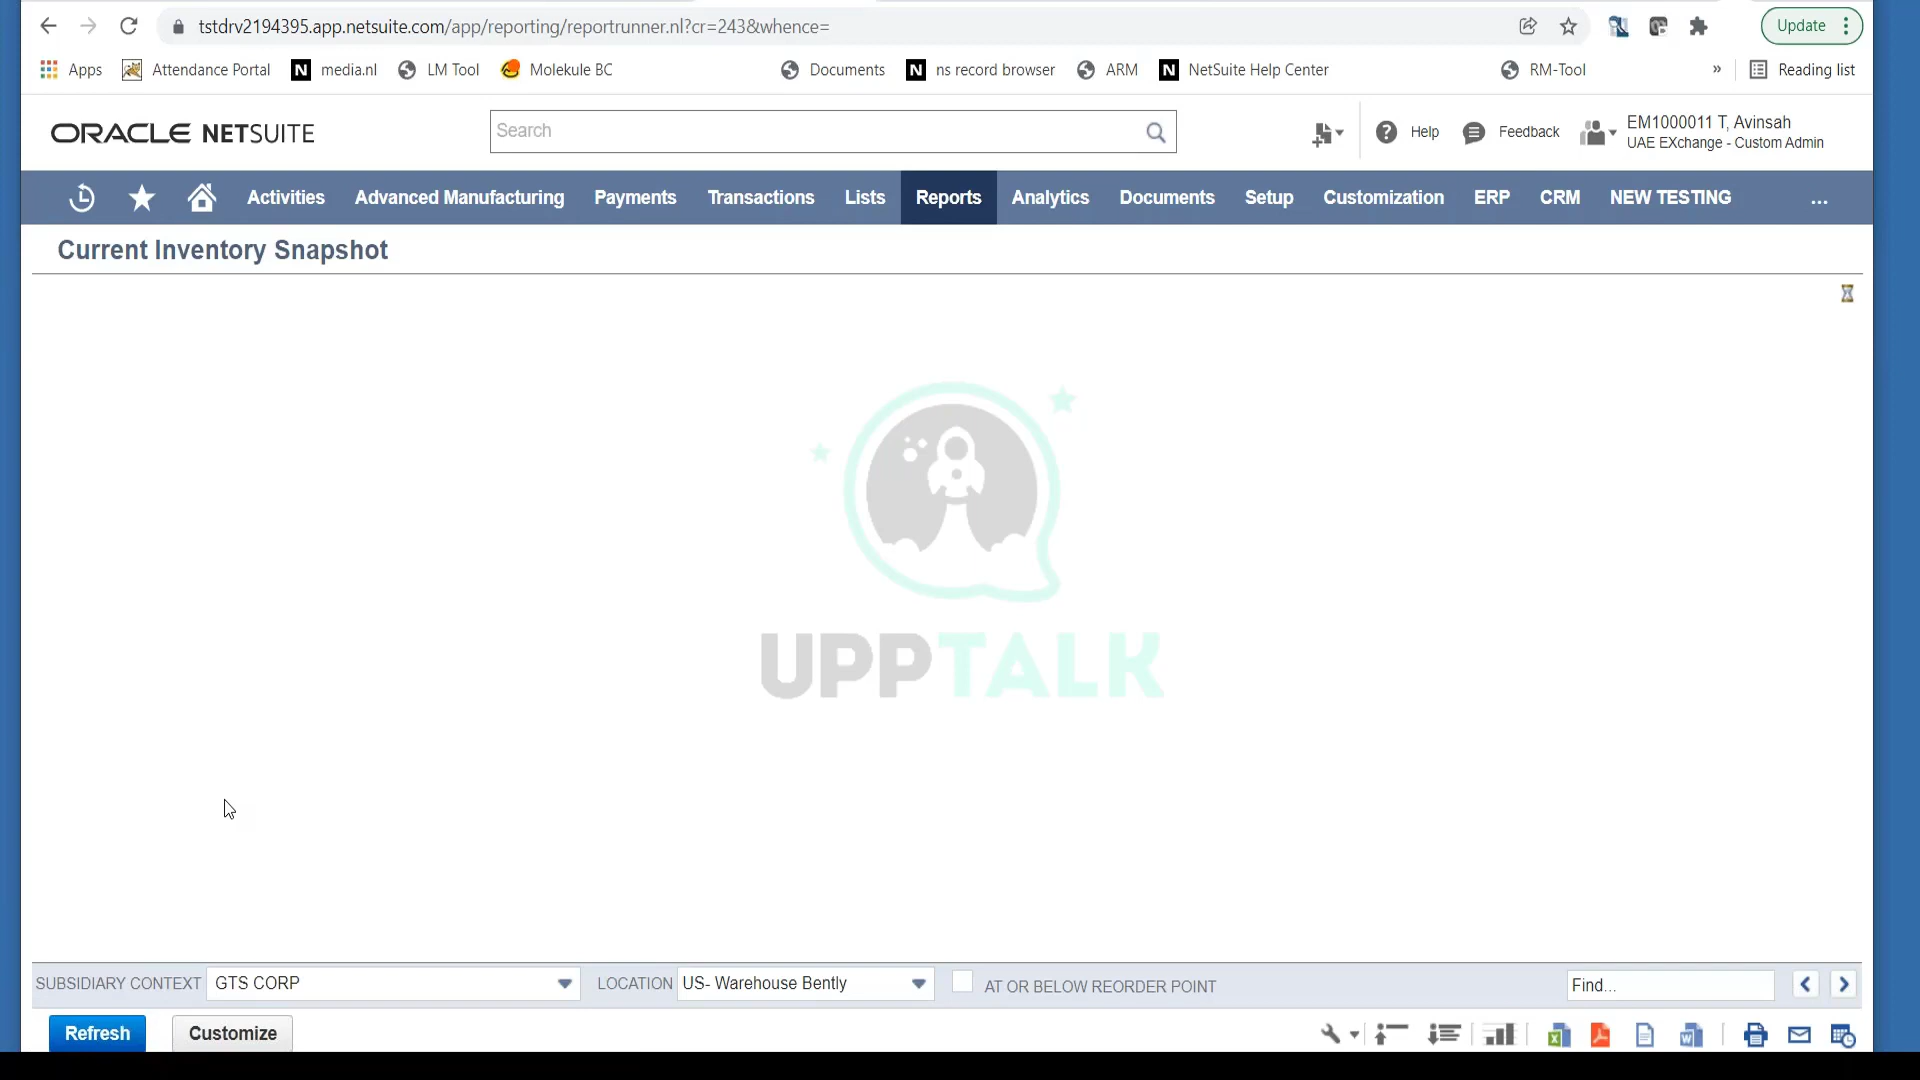 tstdrv2194395.app.netsuite.com/app/reporting/reportrunner.nl?cr=243&whence=
Update
Apps
Attendance Portal
N media.nl
LM Tool
Molekule BC
Documents
N ns record browser
ARM
N NetSuite Help Center
RM-Tool
»
Reading list
ORACLE NETSUITE
Search
Help
Feedback
EM1000011 T, Avinsah
UAE EXchange - Custom Admin
Activities
Advanced Manufacturing
Payments
Transactions
Lists
Reports
Analytics
Documents
Setup
Customization
ERP
CRM
NEW TESTING
...
Current Inventory Snapshot
UPPTALK
SUBSIDIARY CONTEXT
GTS CORP
LOCATION
US- Warehouse Bently
AT OR BELOW REORDER POINT
Find...
Refresh
Customize